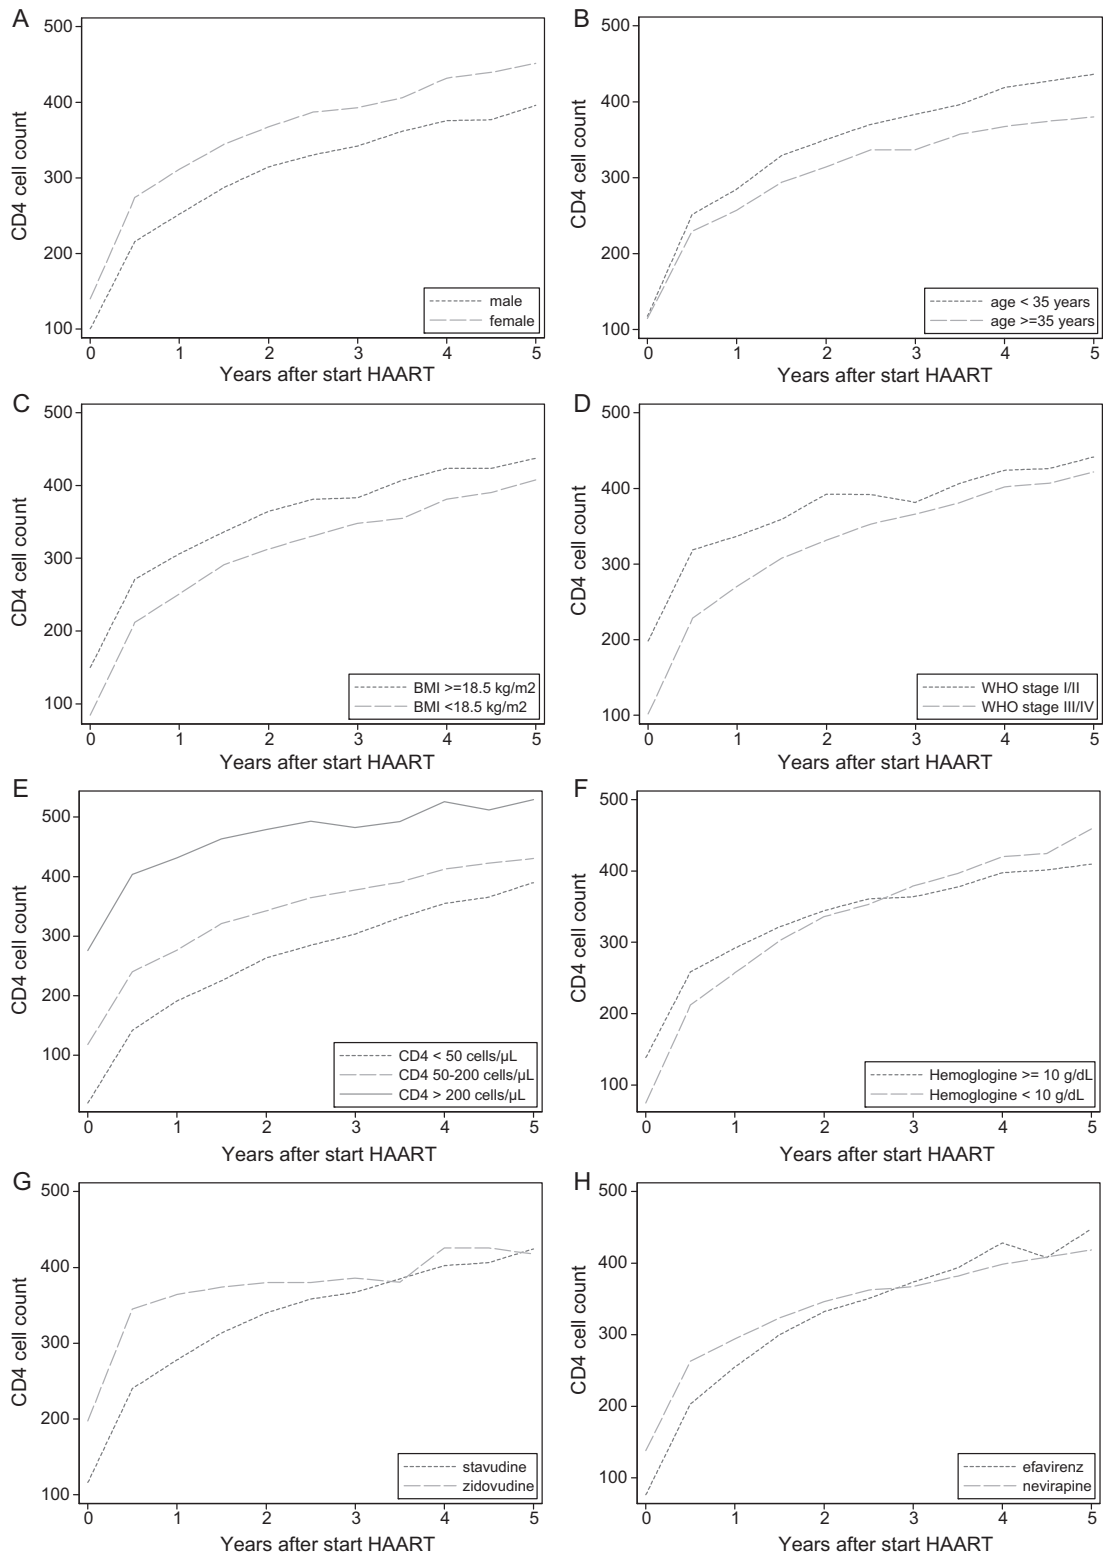 A
500
400
300
200
100
CD4 cell count
male
female
0 1 2 3 4 5
Years after start HAART
B
500
400
300
200
100
CD4 cell count
age < 35 years
age >=35 years
0 1 2 3 4 5
Years after start HAART
C
500
400
300
200
100
CD4 cell count
BMI >=18.5 kg/m2
BMI <18.5 kg/m2
0 1 2 3 4 5
Years after start HAART
D
500
400
300
200
100
CD4 cell count
WHO stage I/II
WHO stage III/IV
0 1 2 3 4 5
Years after start HAART
E
500
400
300
200
100
CD4 cell count
CD4 < 50 cells/µL
CD4 50-200 cells/µL
CD4 > 200 cells/µL
0 1 2 3 4 5
Years after start HAART
F
500
400
300
200
100
CD4 cell count
Hemoglogine >= 10 g/dL
Hemoglogine < 10 g/dL
0 1 2 3 4 5
Years after start HAART
G
500
400
300
200
100
CD4 cell count
stavudine
zidovudine
0 1 2 3 4 5
Years after start HAART
H
500
400
300
200
100
CD4 cell count
efavirenz
nevirapine
0 1 2 3 4 5
Years after start HAART